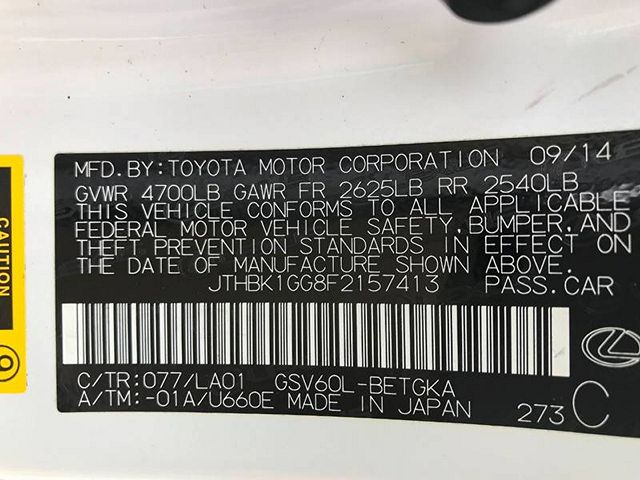 MFD.BY:TOYOTA MOTOR CORPORATION 09/14
GVWR 4700LB GAWR FR 2625LB RR 2540LB
THIS VEHICLE CONFORMS TO ALL APPLICABLE
FEDERAL MOTOR VEHICLE SAFETY, BUMPER, AND
THEFT PREVENTION STANDARDS IN EFFECT ON
THE DATE OF MANUFACTURE SHOWN ABOVE.
JTHBK1GG8F2157413 PASS.CAR
C/TR:077/LA01 GSV60L-BETGKA
A/TM:-01A/U660E MADE IN JAPAN 273 C
CAUTION